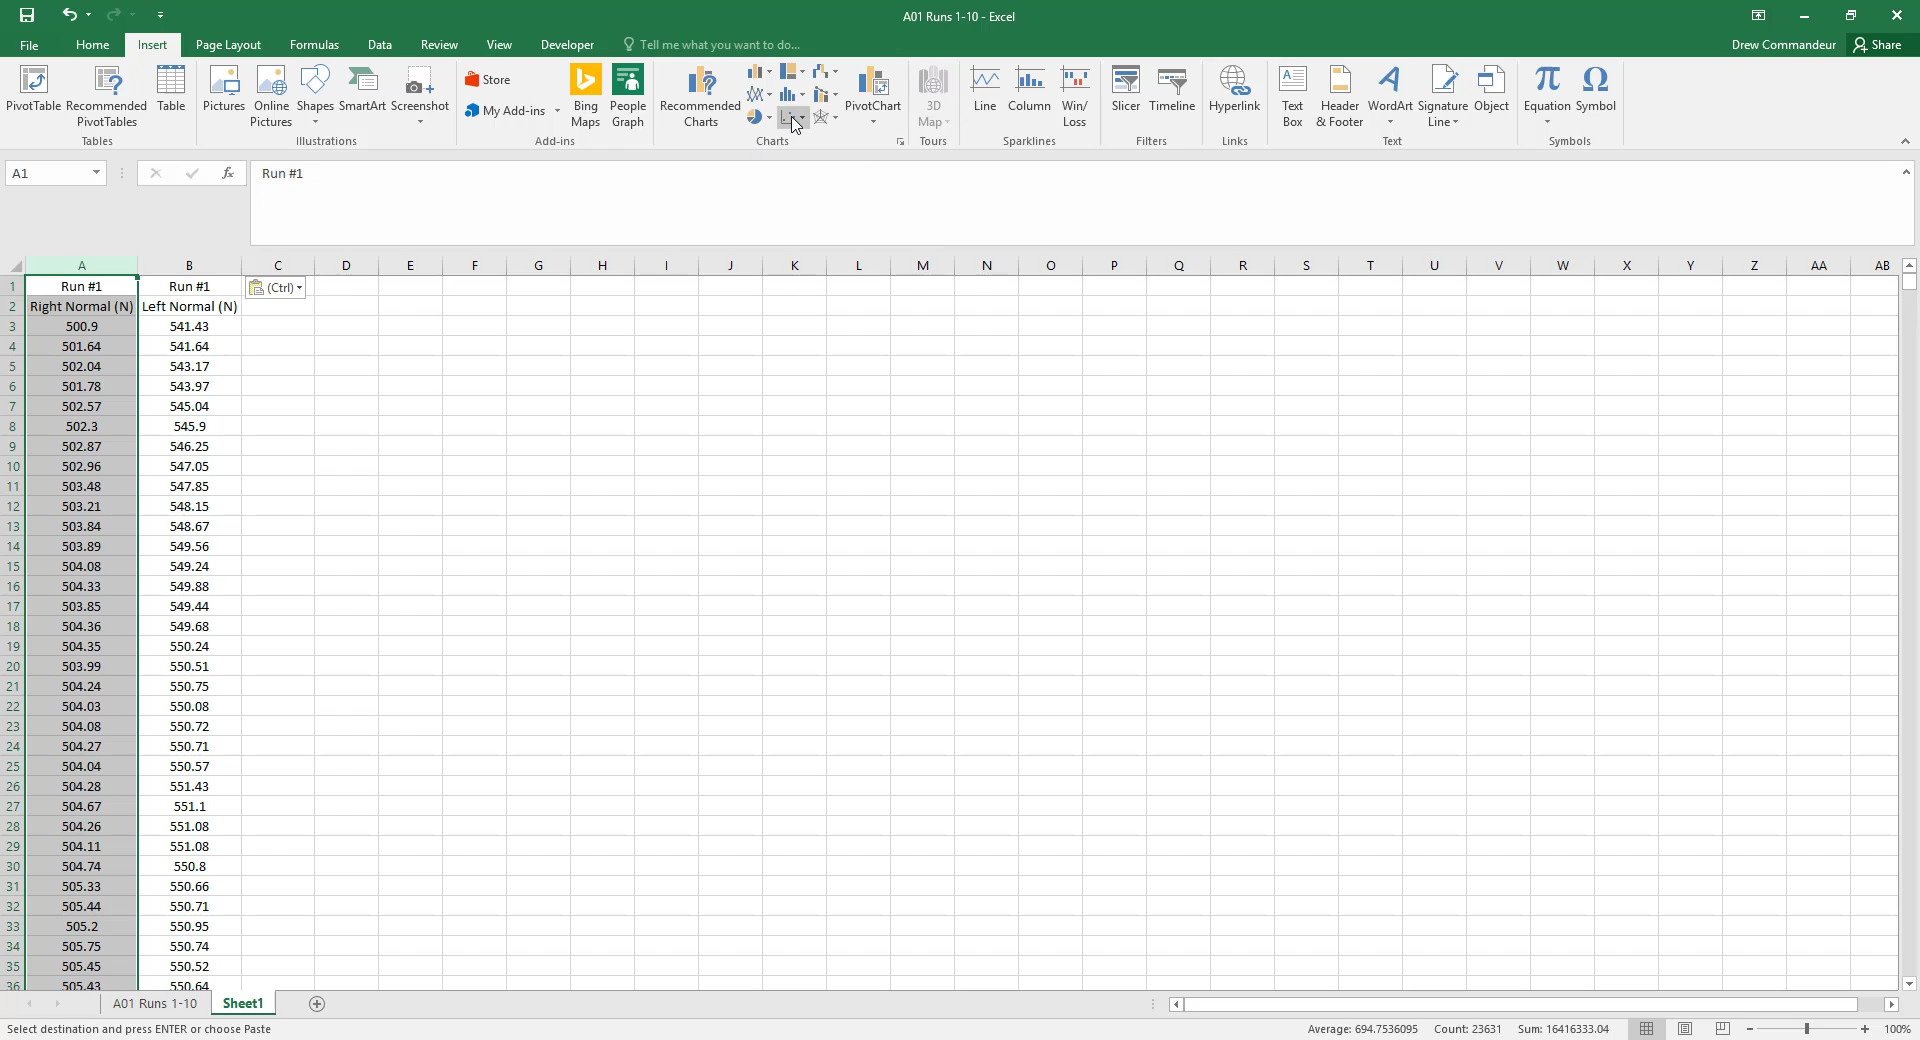 A01 Runs 1-10 - Excel
File Home Insert Page Layout Formulas Data Review View Developer Tell me what you want to do... Drew Commandeur Share
PivotTable Recommended PivotTables Table Pictures Online Pictures Shapes SmartArt Screenshot Store My Add-ins Bing Maps People Graph Recommended Charts PivotChart 3D Map Line Column Win/Loss Slicer Timeline Hyperlink Text Box Header & Footer WordArt Signature Line Object Equation Symbol
Tables Illustrations Add-ins Charts Tours Sparklines Filters Links Text Symbols
A1 fx Run #1
A B C D E F G H I J K L M N O P Q R S T U V W X Y Z AA AB
1 Run #1 Run #1 (Ctrl)
2 Right Normal (N) Left Normal (N)
3 500.9 541.43
4 501.64 541.64
5 502.04 543.17
6 501.78 543.97
7 502.57 545.04
8 502.3 545.9
9 502.87 546.25
10 502.96 547.05
11 503.48 547.85
12 503.21 548.15
13 503.84 548.67
14 503.89 549.56
15 504.08 549.24
16 504.33 549.88
17 503.85 549.44
18 504.36 549.68
19 504.35 550.24
20 503.99 550.51
21 504.24 550.75
22 504.03 550.08
23 504.08 550.72
24 504.27 550.71
25 504.04 550.57
26 504.28 551.43
27 504.67 551.1
28 504.26 551.08
29 504.11 551.08
30 504.74 550.8
31 505.33 550.66
32 505.44 550.71
33 505.2 550.95
34 505.75 550.74
35 505.45 550.52
36 505.43 550.64
A01 Runs 1-10 Sheet1
Select destination and press ENTER or choose Paste Average: 694.7536095 Count: 23631 Sum: 16416333.04 100%